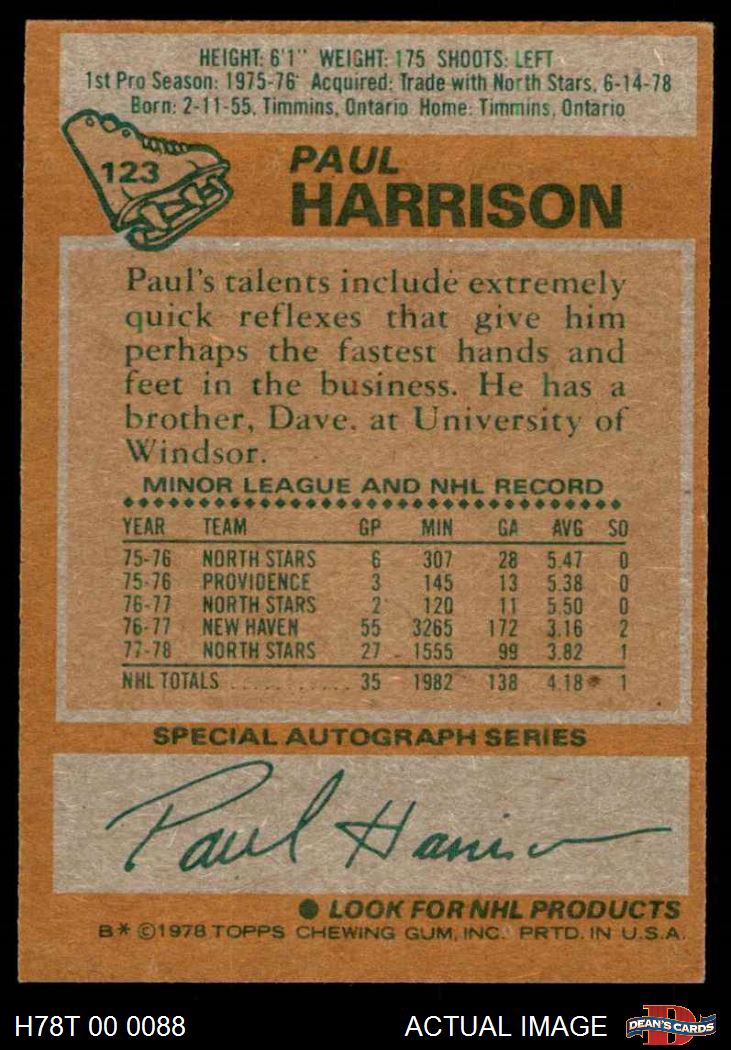 HEIGHT: 6'1" WEIGHT: 175 SHOOTS: LEFT
1st Pro Season: 1975-76 Acquired: Trade with North Stars, 6-14-78
Born: 2-11-55, Timmins, Ontario Home: Timmins, Ontario
123
PAUL
HARRISON
Paul's talents include extremely
quick reflexes that give him
perhaps the fastest hands and
feet in the business. He has a
brother, Dave, at University of
Windsor.
MINOR LEAGUE AND NHL RECORD
YEAR TEAM GP MIN GA AVG SO
75-76 NORTH STARS 6 307 28 5.47 0
75-76 PROVIDENCE 3 145 13 5.38 0
76-77 NORTH STARS 2 120 11 5.50 0
76-77 NEW HAVEN 55 3265 172 3.16 2
77-78 NORTH STARS 27 1555 99 3.82 1
NHL TOTALS ........... 35 1982 138 4.18 1
SPECIAL AUTOGRAPH SERIES
Paul Harrison
● LOOK FOR NHL PRODUCTS
B* ©1978 TOPPS CHEWING GUM, INC. PRTD. IN U.S.A.
H78T 00 0088 ACTUAL IMAGE D DEAN'S CARDS